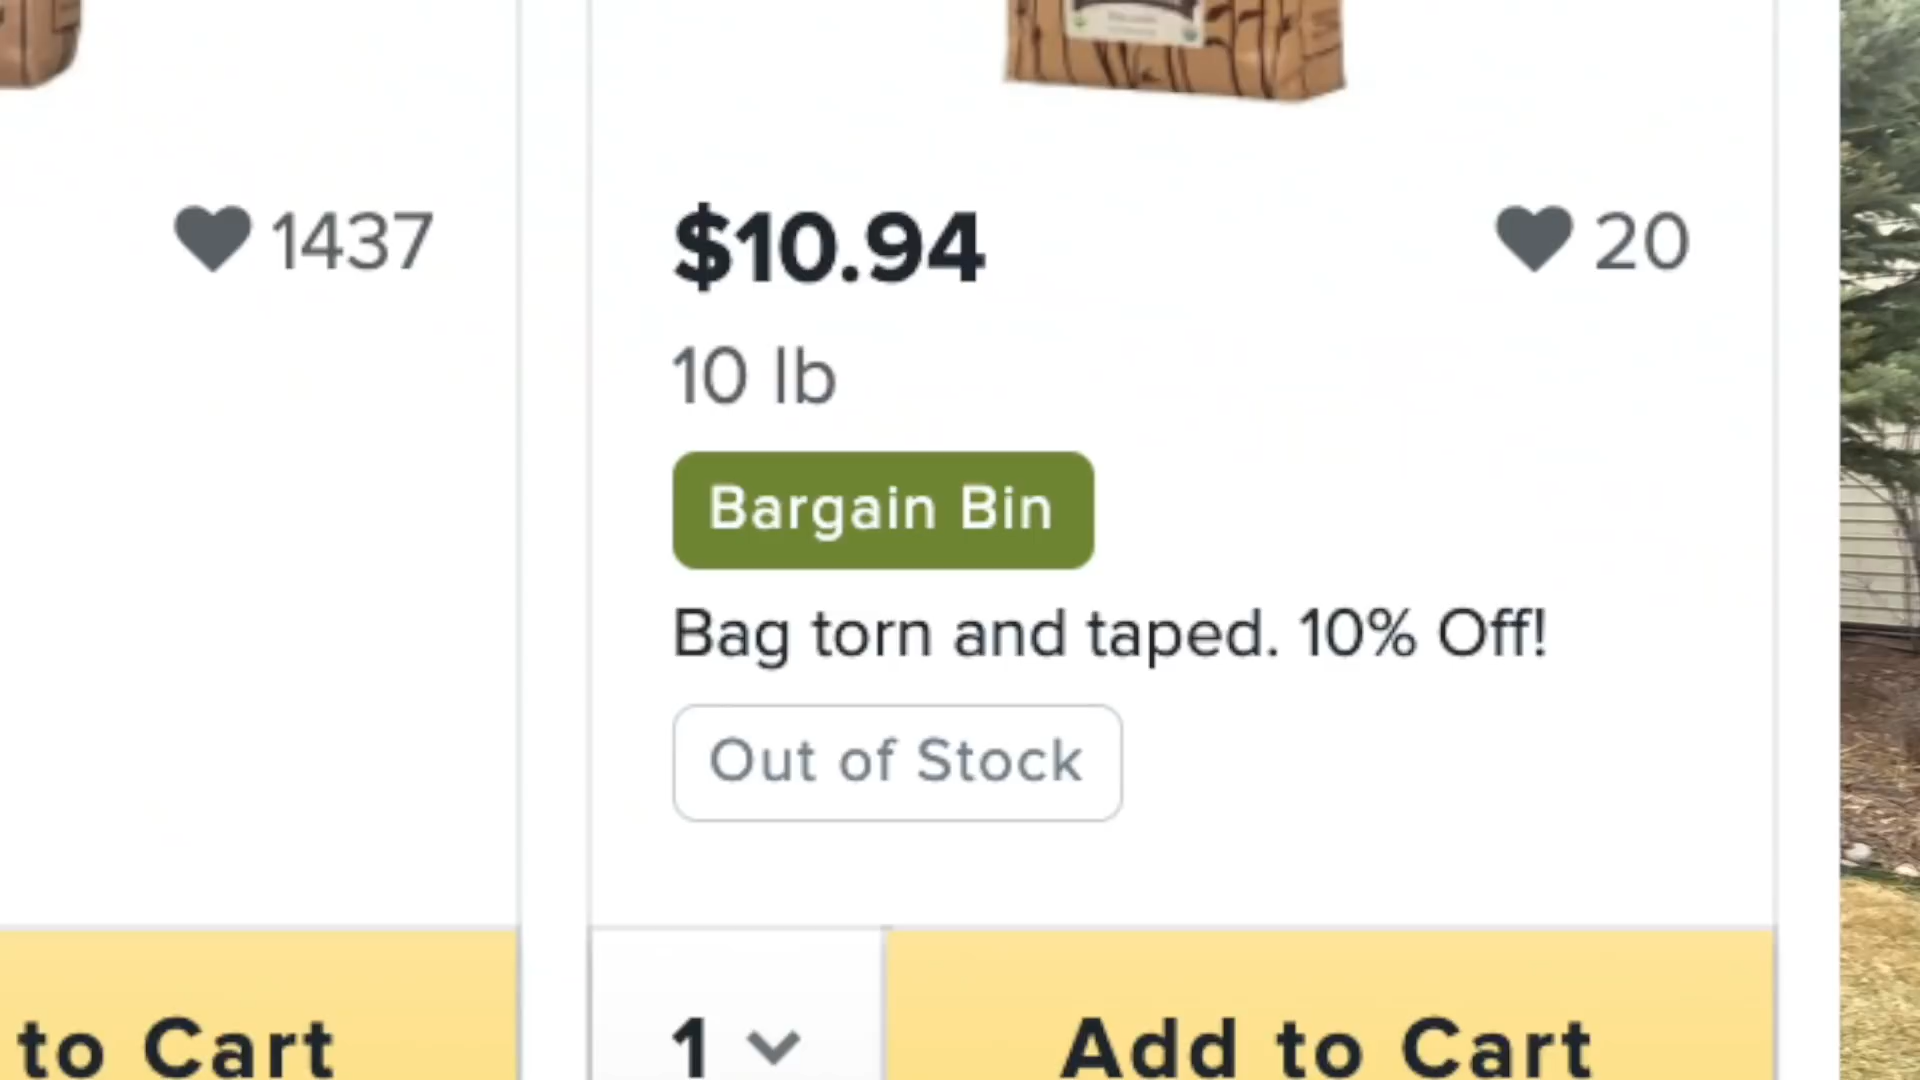 1437
$10.94
20
10 lb
Bargain Bin
Bag torn and taped. 10% Off!
Out of Stock
to Cart
1
Add to Cart